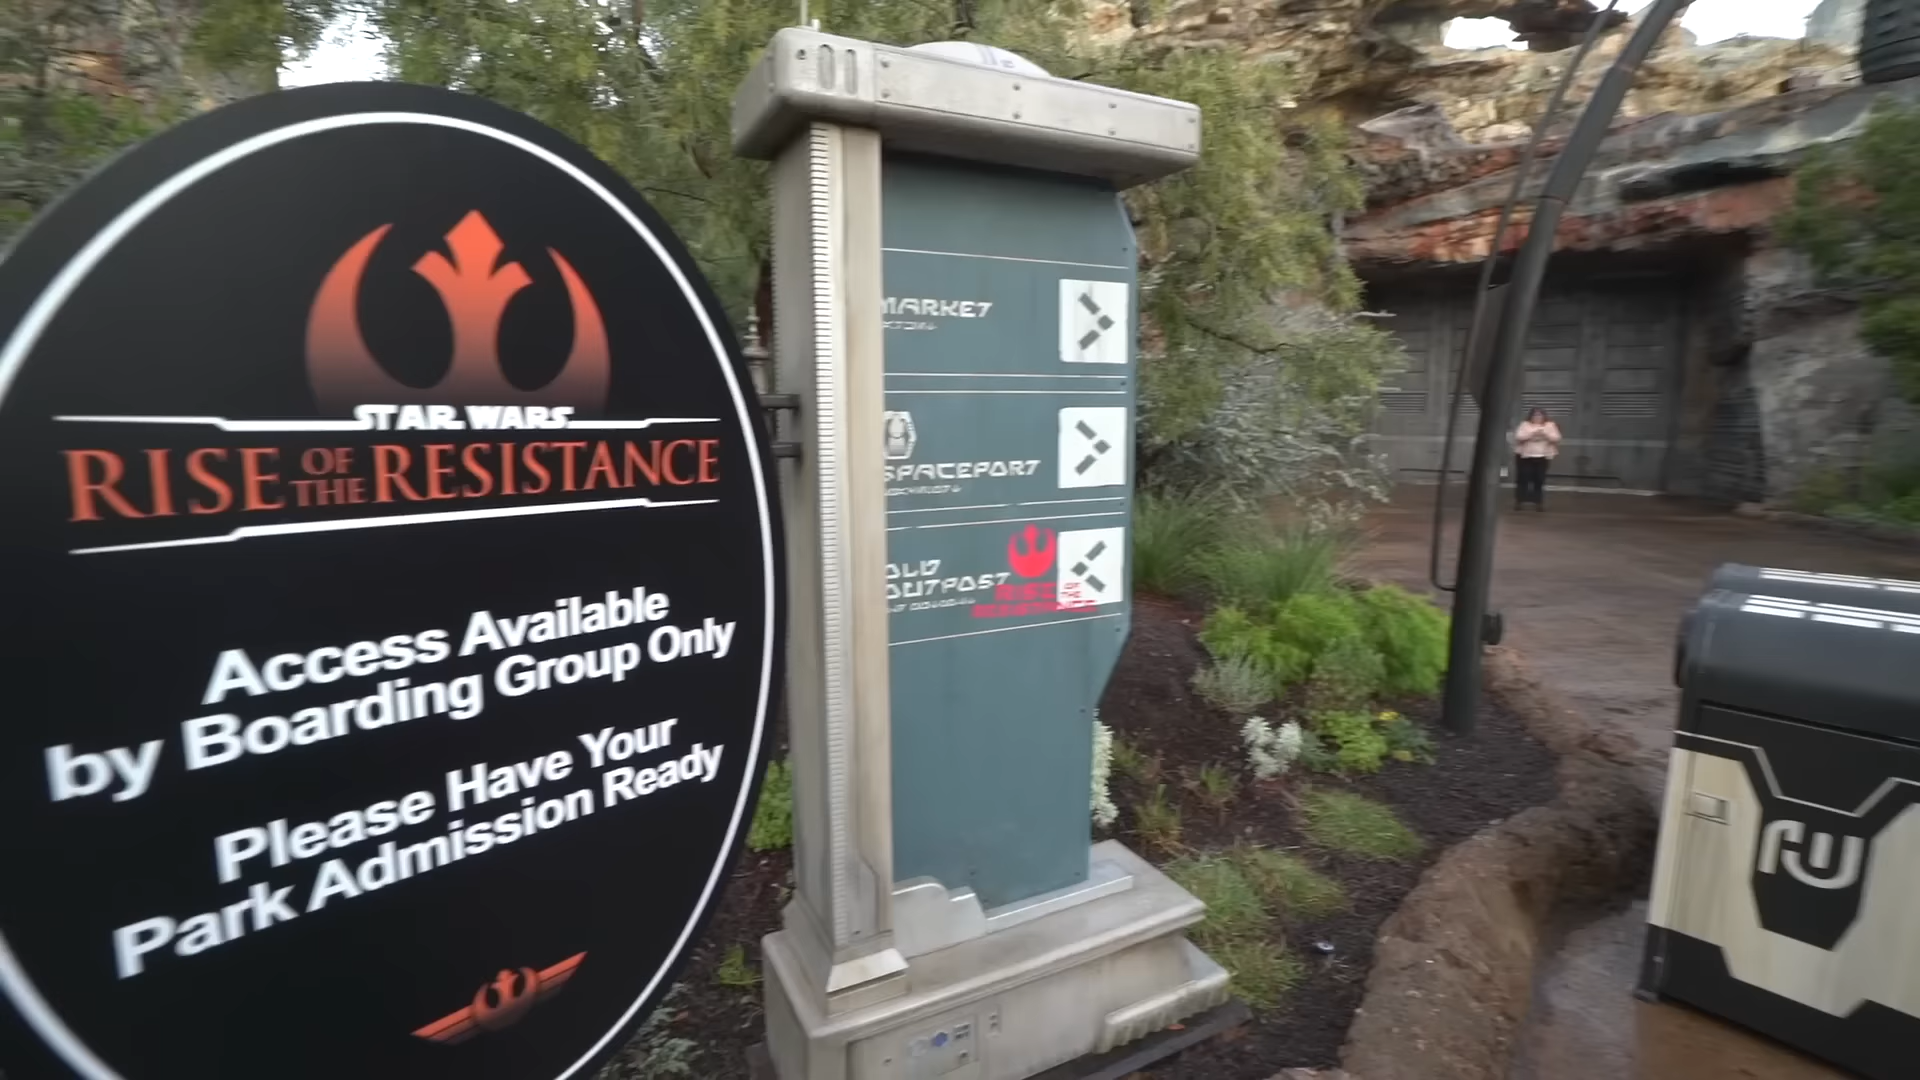 STAR WARS
RISE OF THE RESISTANCE
Access Available
by Boarding Group Only
Please Have Your
Park Admission Ready
MARKET
SPACEPORT
OLD
OUTPOST
RISE OF THE
RESISTANCE